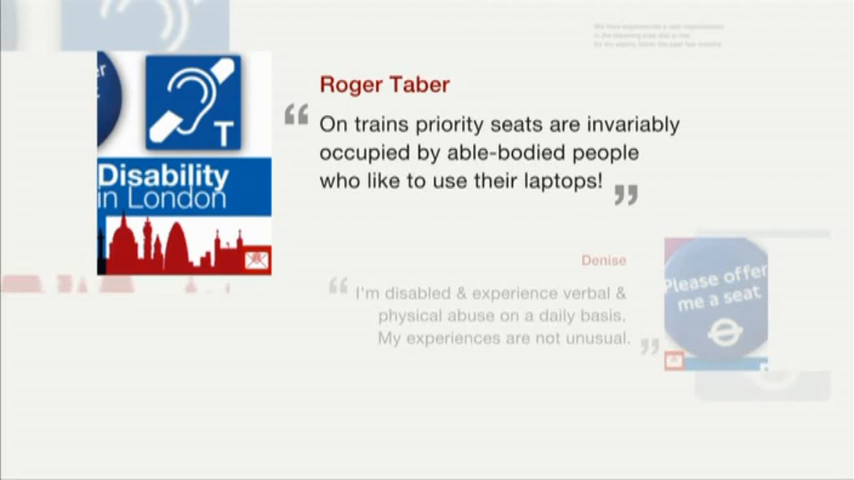 Roger Taber
“ On trains priority seats are invariably
occupied by able-bodied people
who like to use their laptops! ”
T
Disability
in London
Denise
“ I'm disabled & experience verbal &
physical abuse on a daily basis.
My experiences are not unusual. ”
Please offer
me a seat